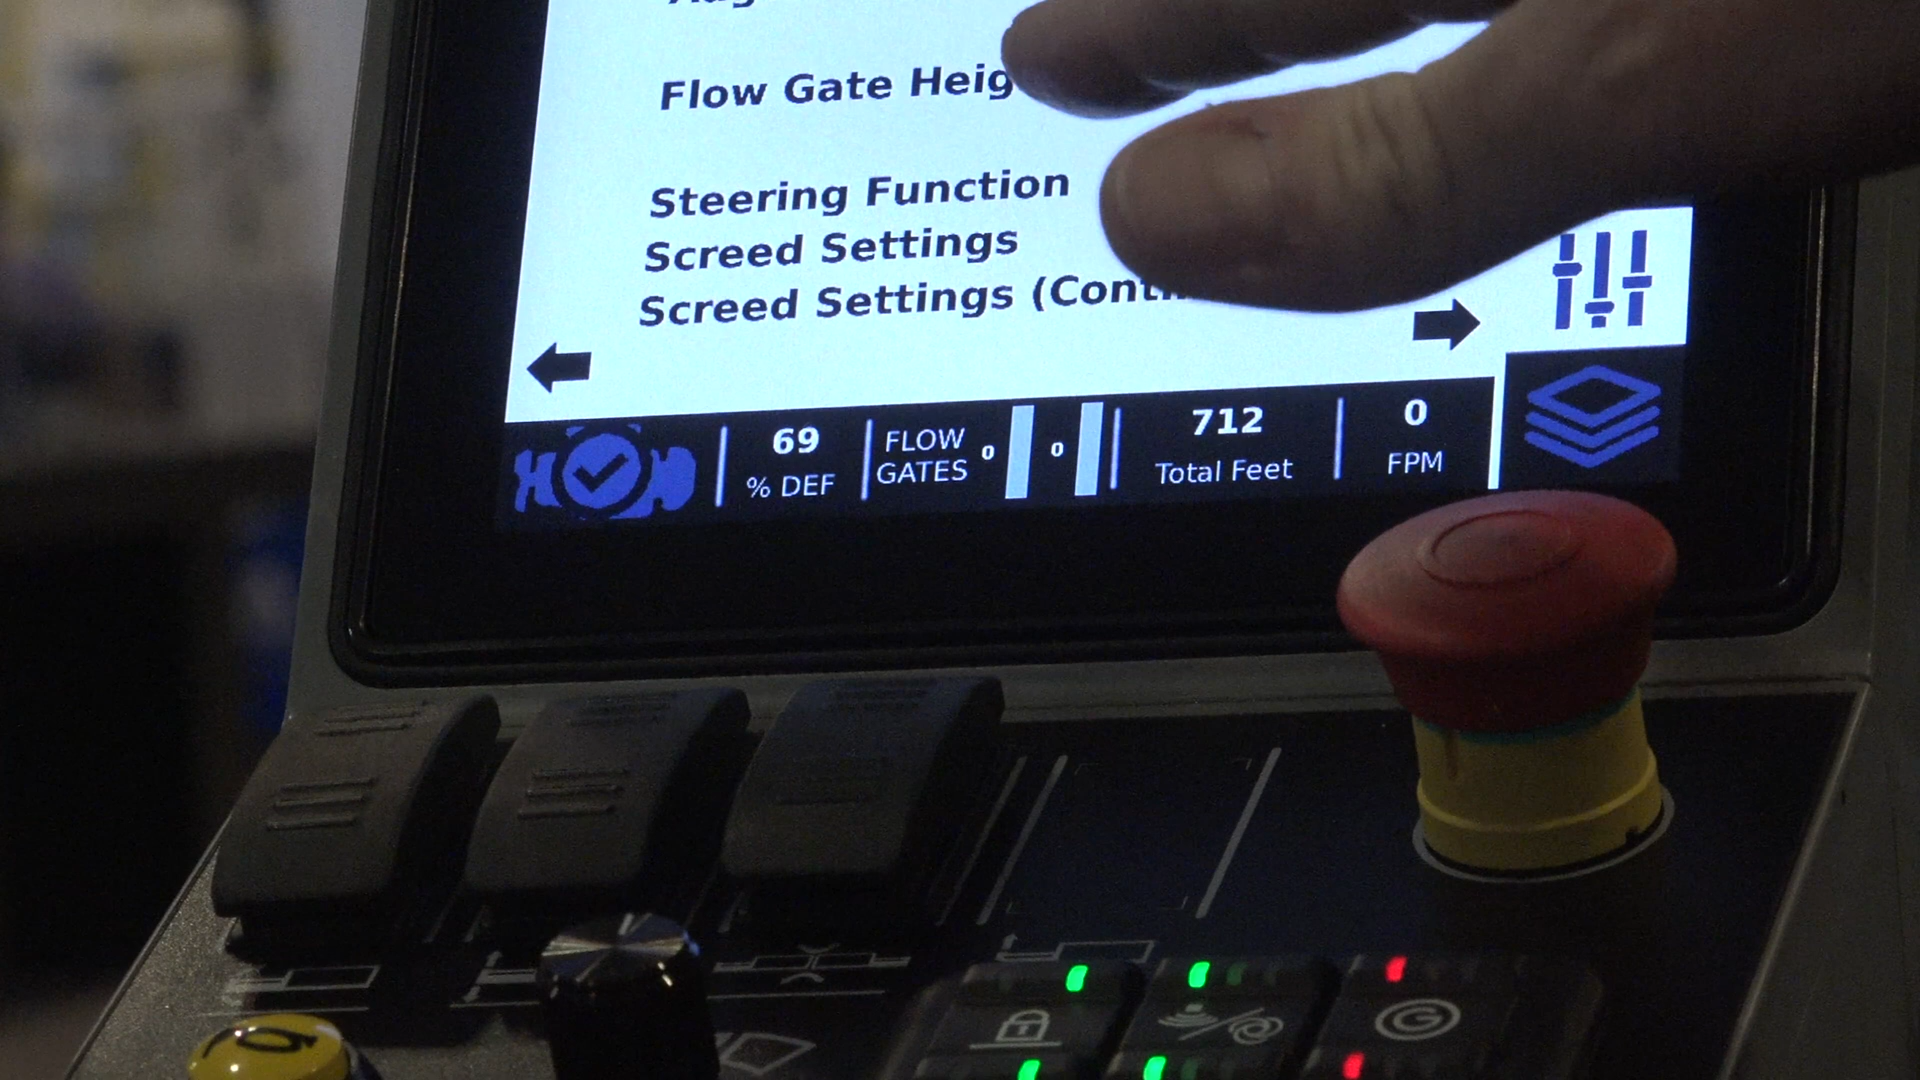 Flow Gate Heig
Steering Function
Screed Settings
Screed Settings (Cont
69
% DEF
FLOW
GATES
0
0
712
Total Feet
0
FPM